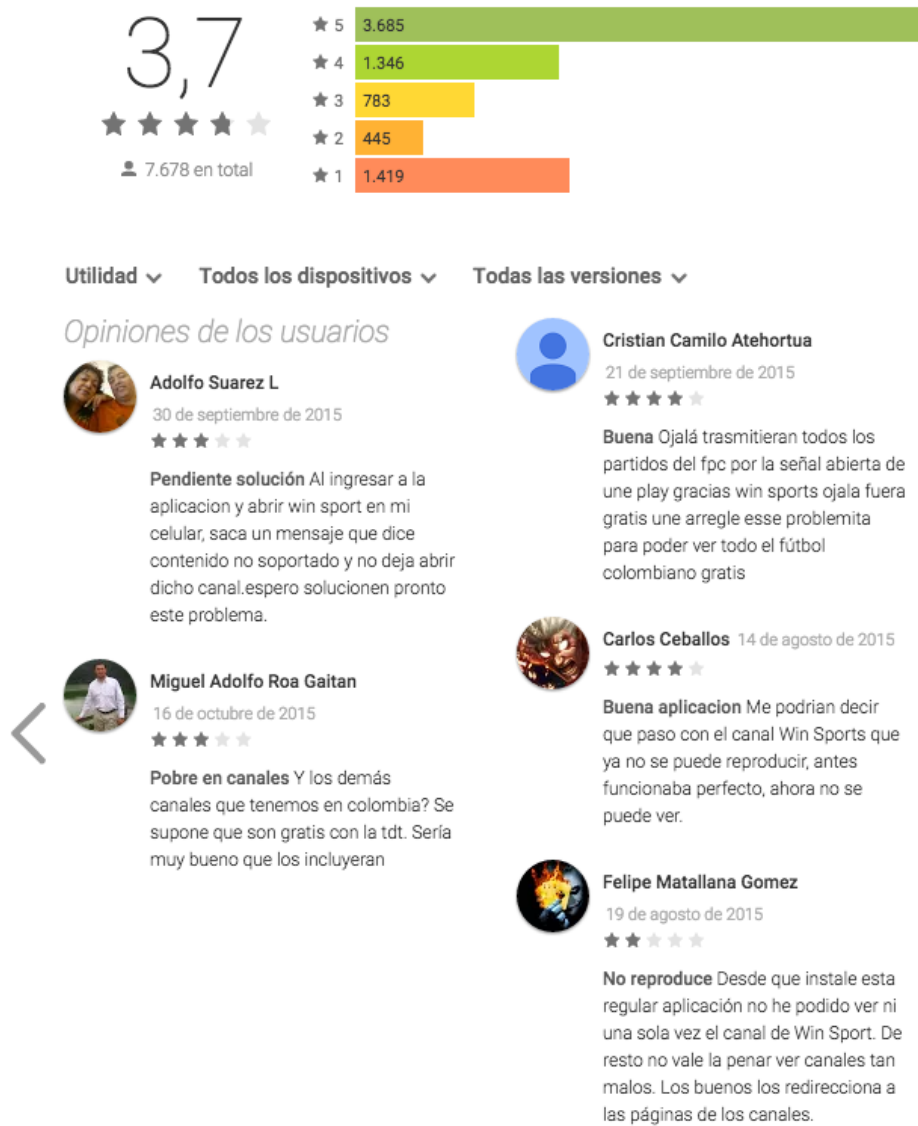 3,7
7.678 en total
5 3.685
4 1.346
3 783
2 445
1 1.419
Utilidad Todos los dispositivos Todas las versiones
Opiniones de los usuarios
Adolfo Suarez L
30 de septiembre de 2015
Pendiente solución Al ingresar a la
aplicacion y abrir win sport en mi
celular, saca un mensaje que dice
contenido no soportado y no deja abrir
dicho canal.espero solucionen pronto
este problema.
Miguel Adolfo Roa Gaitan
16 de octubre de 2015
Pobre en canales Y los demás
canales que tenemos en colombia? Se
supone que son gratis con la tdt. Sería
muy bueno que los incluyeran
Cristian Camilo Atehortua
21 de septiembre de 2015
Buena Ojalá trasmitieran todos los
partidos del fpc por la señal abierta de
une play gracias win sports ojala fuera
gratis une arregle esse problemita
para poder ver todo el fútbol
colombiano gratis
Carlos Ceballos 14 de agosto de 2015
Buena aplicacion Me podrian decir
que paso con el canal Win Sports que
ya no se puede reproducir, antes
funcionaba perfecto, ahora no se
puede ver.
Felipe Matallana Gomez
19 de agosto de 2015
No reproduce Desde que instale esta
regular aplicación no he podido ver ni
una sola vez el canal de Win Sport. De
resto no vale la penar ver canales tan
malos. Los buenos los redirecciona a
las páginas de los canales.